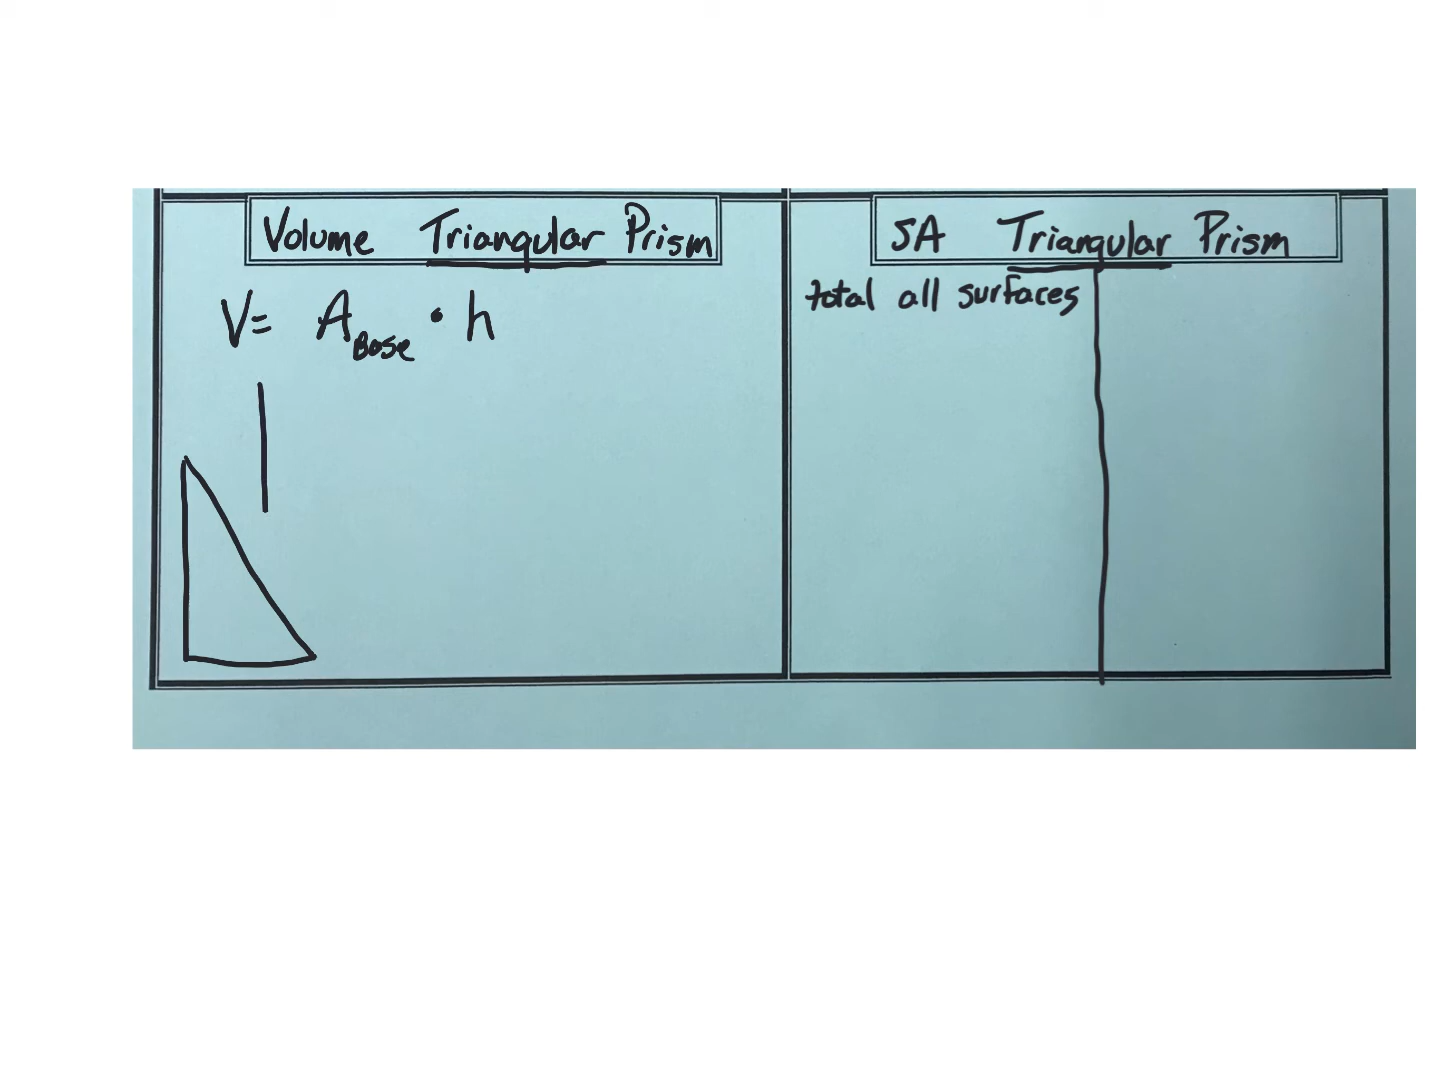 Volume Triangular Prism
V= A Base • h
SA Triangular Prism
total all surfaces